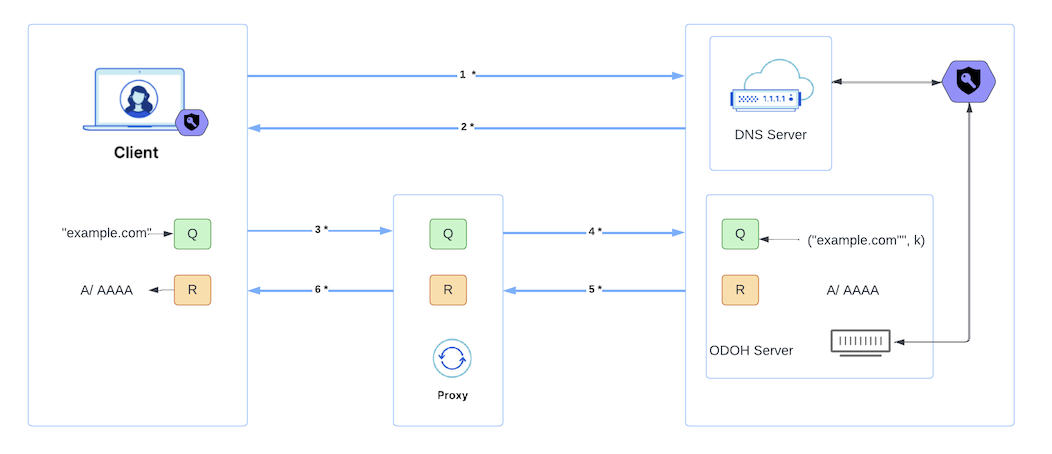 1 *
1.1.1.1
DNS Server
2 *
Client
"example.com"
Q
3 *
Q
4 *
Q
("example.com"", k)
A/ AAAA
R
6 *
R
5 *
R
A/ AAAA
ODOH Server
Proxy